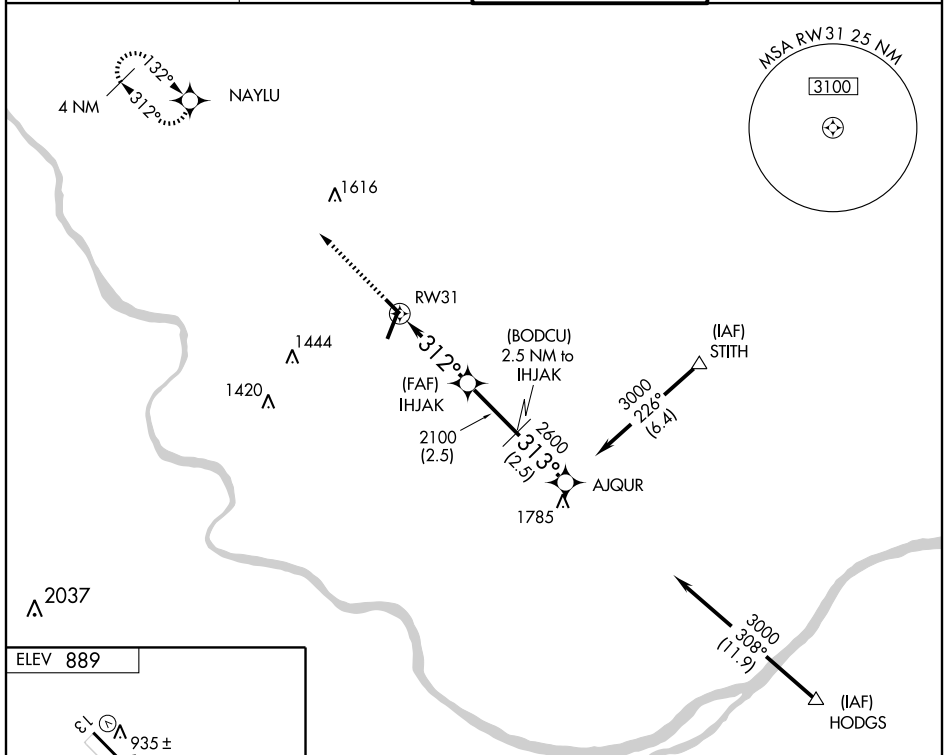 MSA RW31 25 NM
3100
132°
312°
4 NM
NAYLU
1616
RW31
(BODCU)
2.5 NM to
IHJAK
(IAF)
STITH
1444
312°
1420
(FAF)
IHJAK
3000
226°
(6.4)
2100
(2.5)
2600
313°
(2.5)
AJQUR
1785
2037
3000
308°
(11.9)
ELEV 889
(IAF)
HODGS
13
V
935 ±